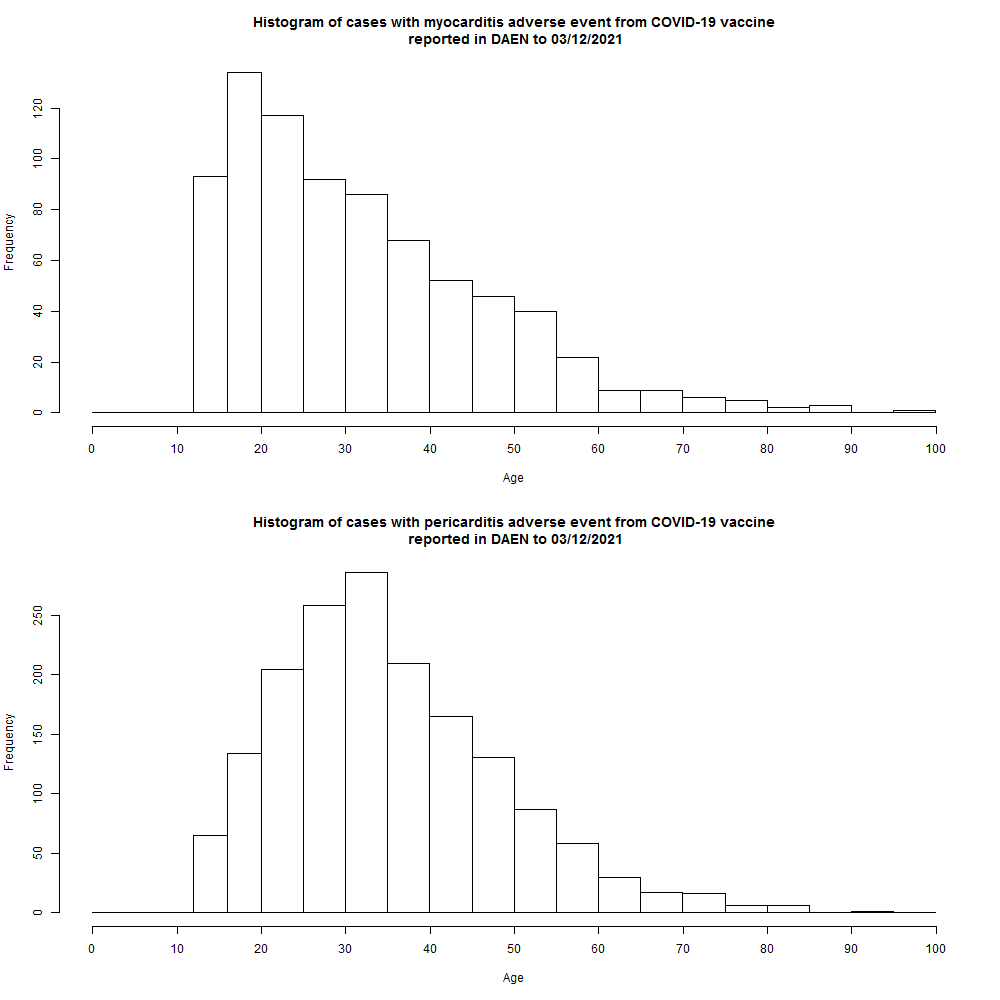 Histogram of cases with myocarditis adverse event from COVID-19 vaccine
reported in DAEN to 03/12/2021
120
100
80
60
40
20
0
Frequency
0 10 20 30 40 50 60 70 80 90 100
Age
Histogram of cases with pericarditis adverse event from COVID-19 vaccine
reported in DAEN to 03/12/2021
250
200
150
100
50
0
Frequency
0 10 20 30 40 50 60 70 80 90 100
Age